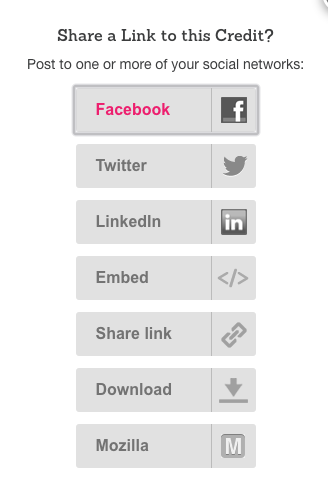 Share a Link to this Credit?
Post to one or more of your social networks:
Facebook f
Twitter
LinkedIn in
Embed </>
Share link
Download
Mozilla M